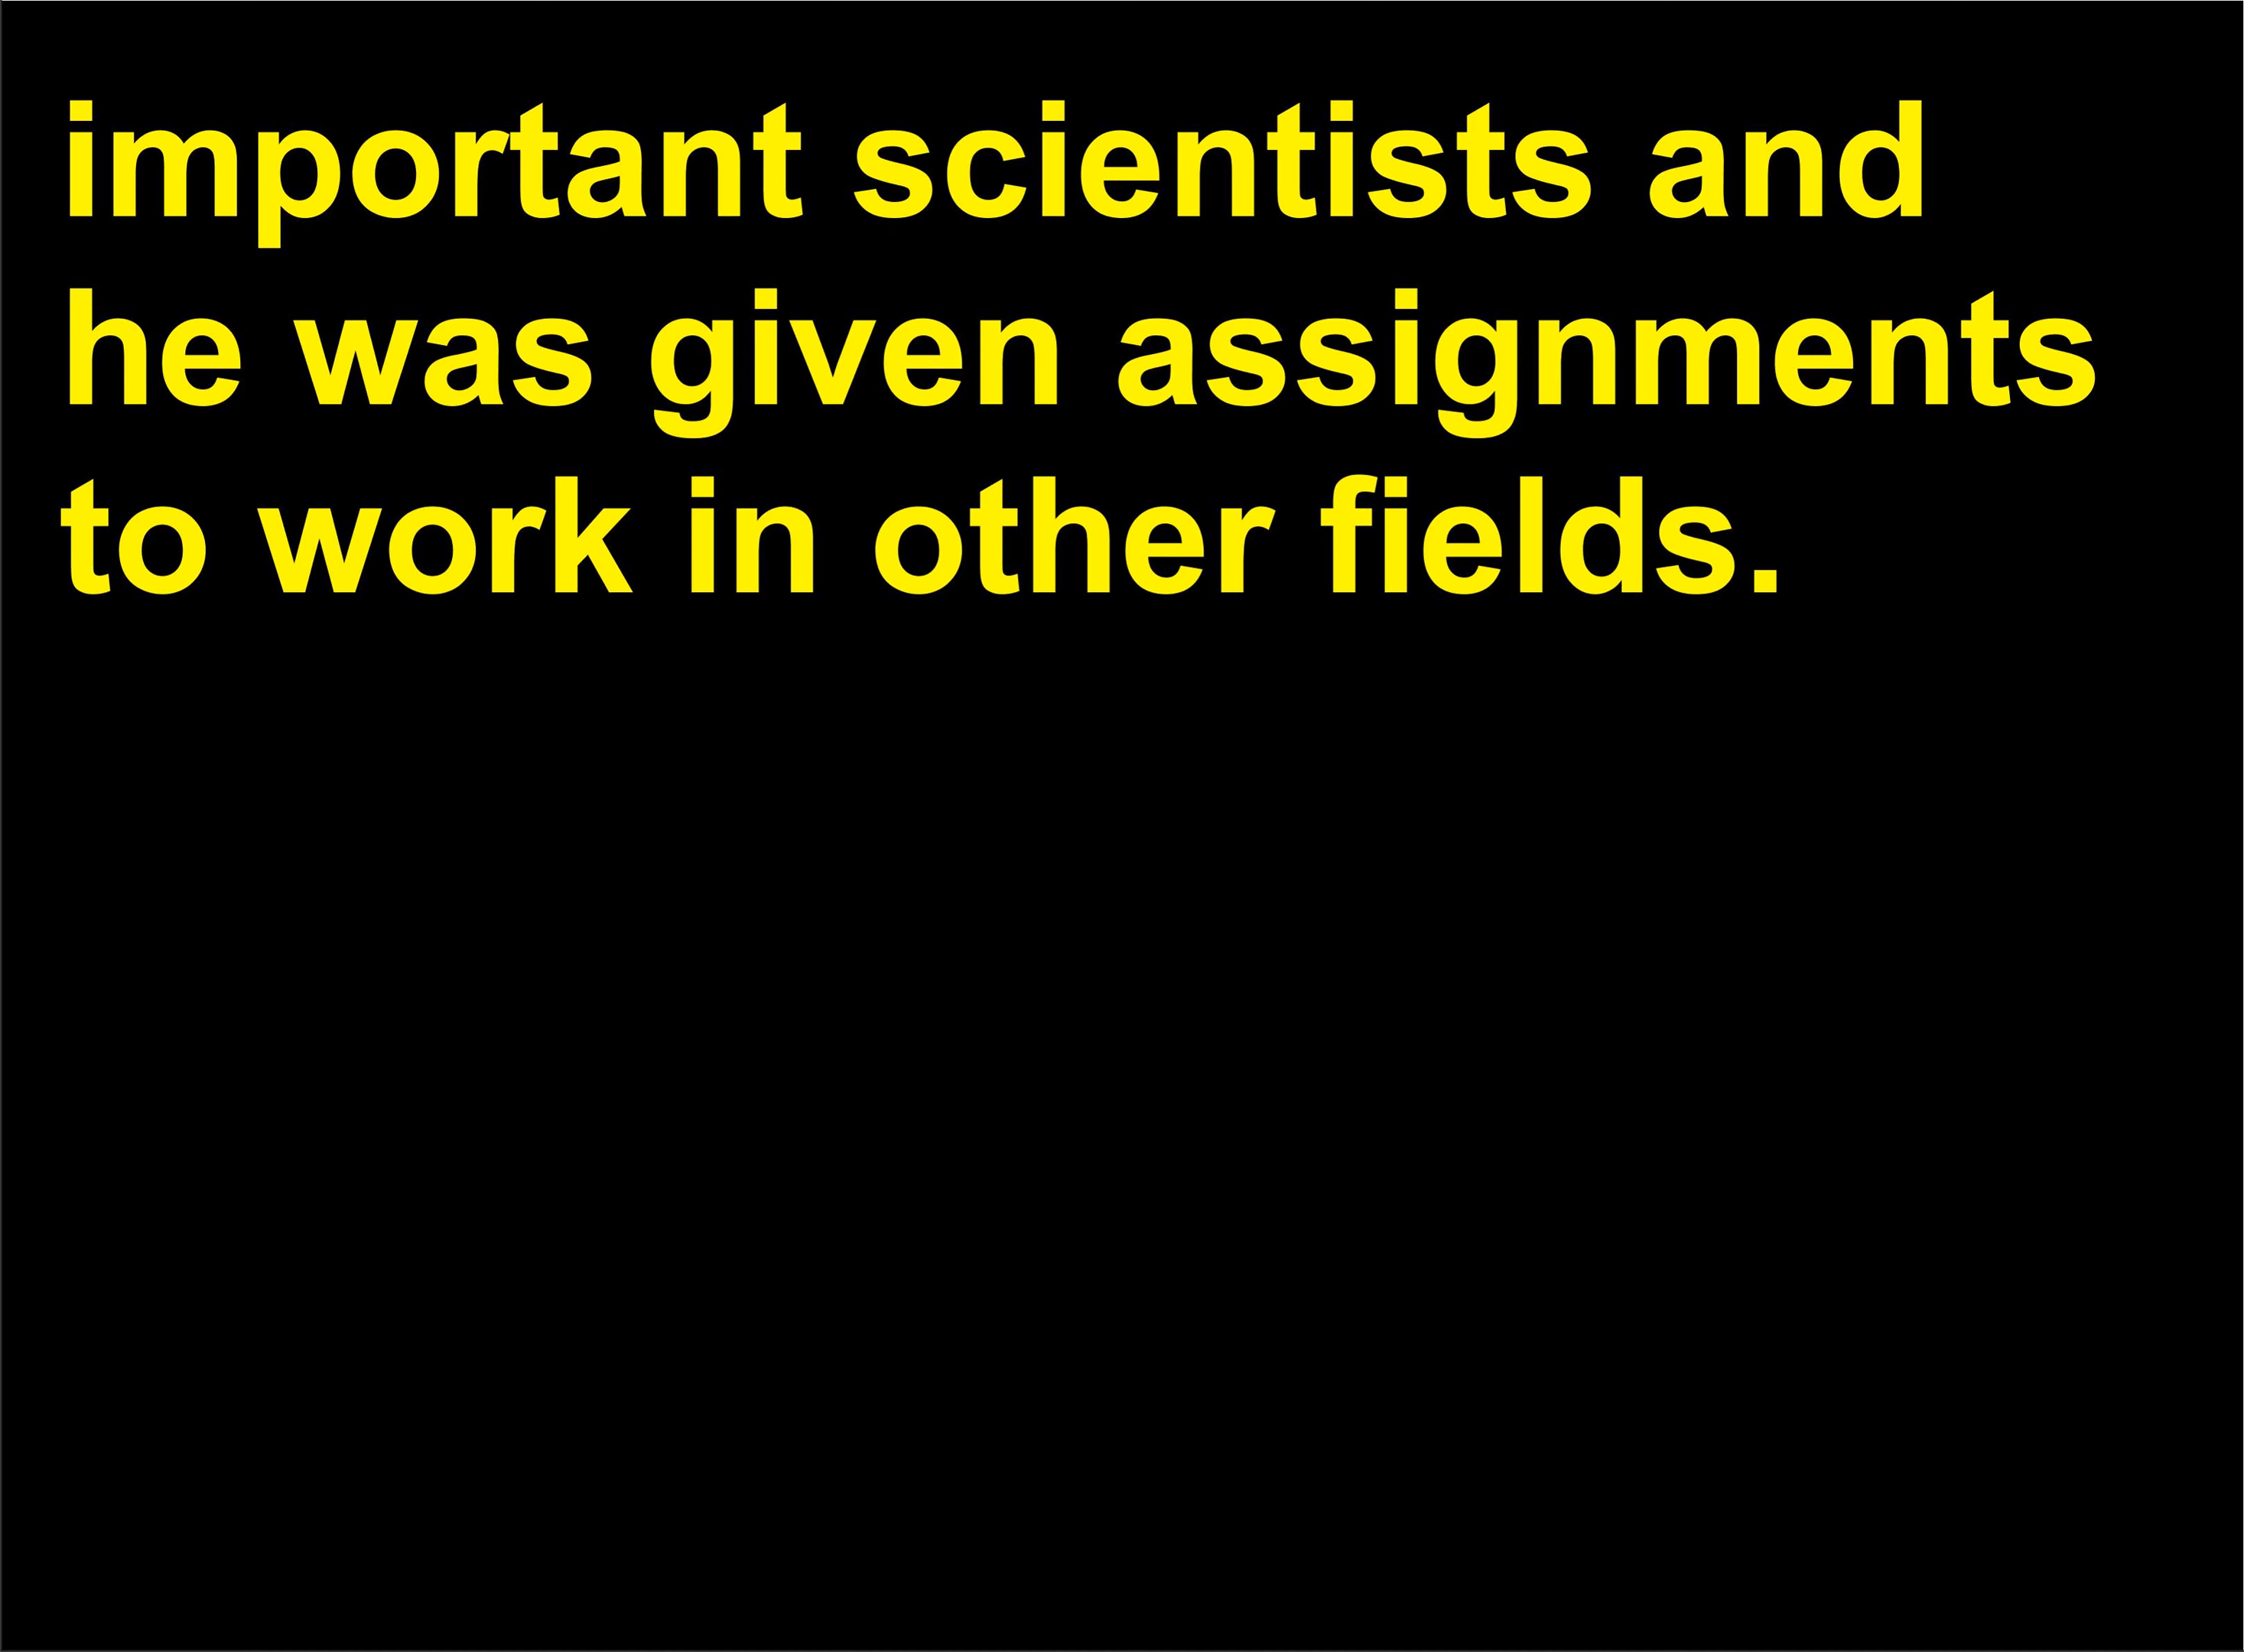 important scientists and
he was given assignments
to work in other fields.